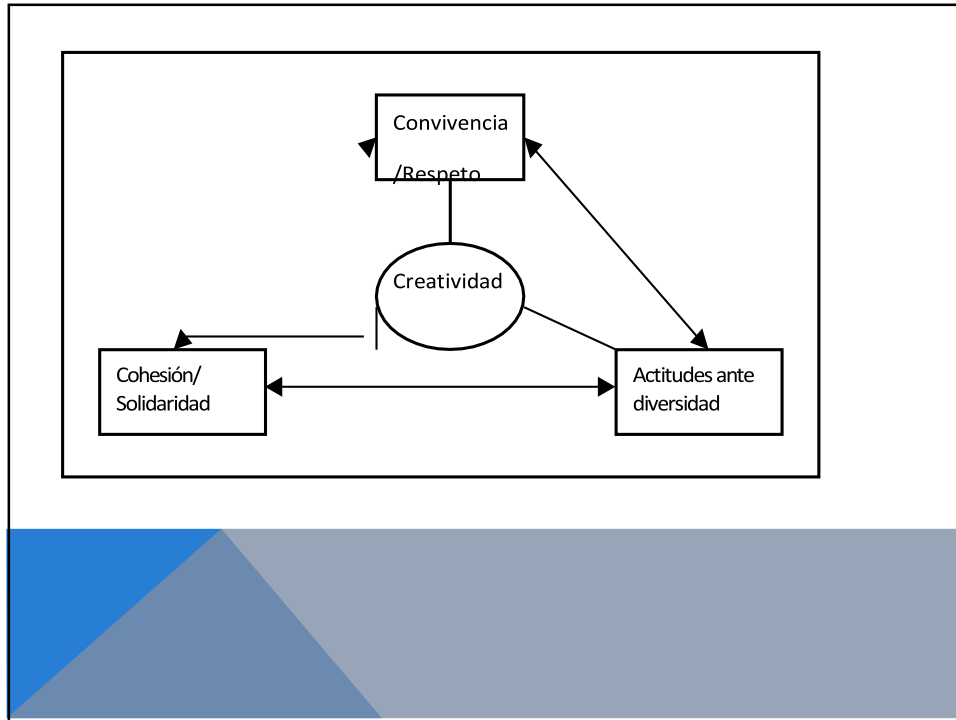 Convivencia
/Respeto
Creatividad
Cohesión/
Solidaridad
Actitudes ante
diversidad